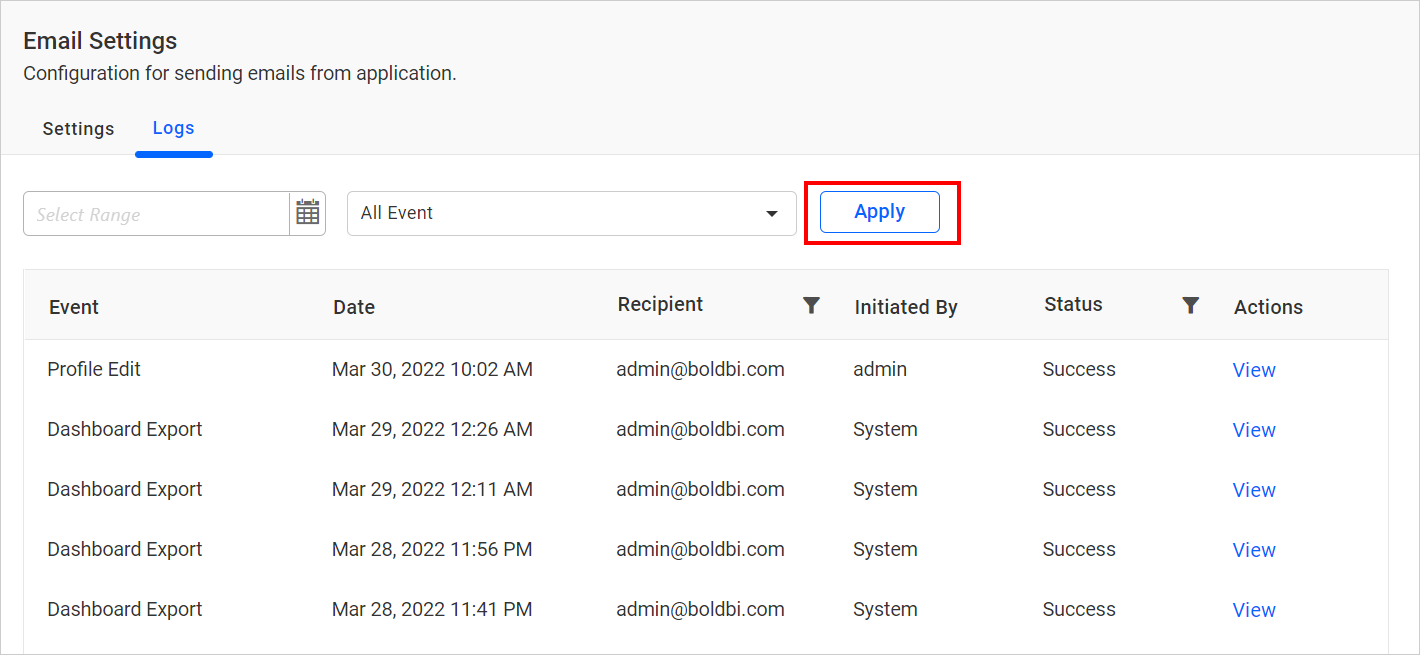 Email Settings
Configuration for sending emails from application.
Settings Logs
Select Range All Event Apply
Event Date Recipient Initiated By Status Actions
Profile Edit Mar 30, 2022 10:02 AM admin@boldbi.com admin Success View
Dashboard Export Mar 29, 2022 12:26 AM admin@boldbi.com System Success View
Dashboard Export Mar 29, 2022 12:11 AM admin@boldbi.com System Success View
Dashboard Export Mar 28, 2022 11:56 PM admin@boldbi.com System Success View
Dashboard Export Mar 28, 2022 11:41 PM admin@boldbi.com System Success View